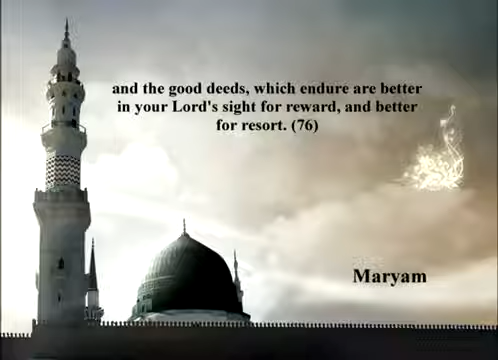 and the good deeds, which endure are better
in your Lord's sight for reward, and better
for resort. (76)
Maryam